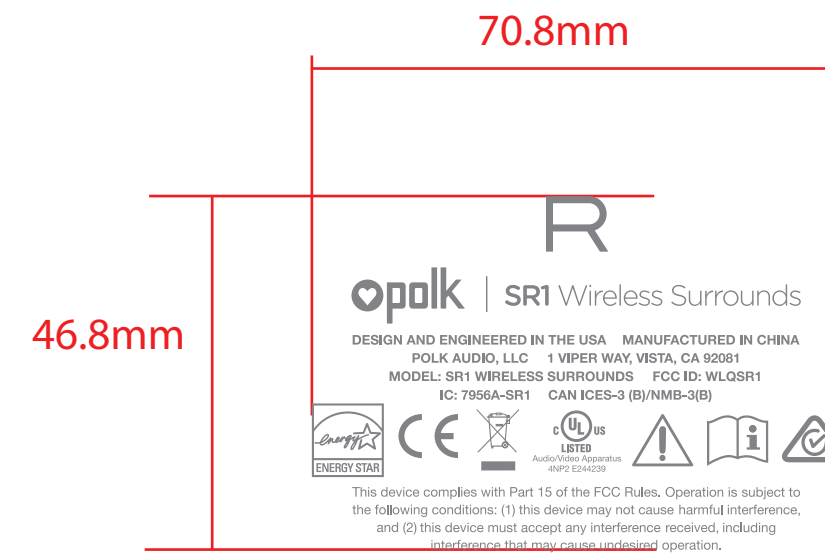 70.8mm
46.8mm
R
polk | SR1 Wireless Surrounds
DESIGN AND ENGINEERED IN THE USA MANUFACTURED IN CHINA
POLK AUDIO, LLC 1 VIPER WAY, VISTA, CA 92081
MODEL: SR1 WIRELESS SURROUNDS FCC ID: WLQSR1
IC: 7956A-SR1 CAN ICES-3 (B)/NMB-3(B)
energy
ENERGY STAR
CE
c UL US
LISTED
Audio/Video Apparatus
4NP2 E244239
This device complies with Part 15 of the FCC Rules. Operation is subject to
the following conditions: (1) this device may not cause harmful interference,
and (2) this device must accept any interference received, including
interference that may cause undesired operation.